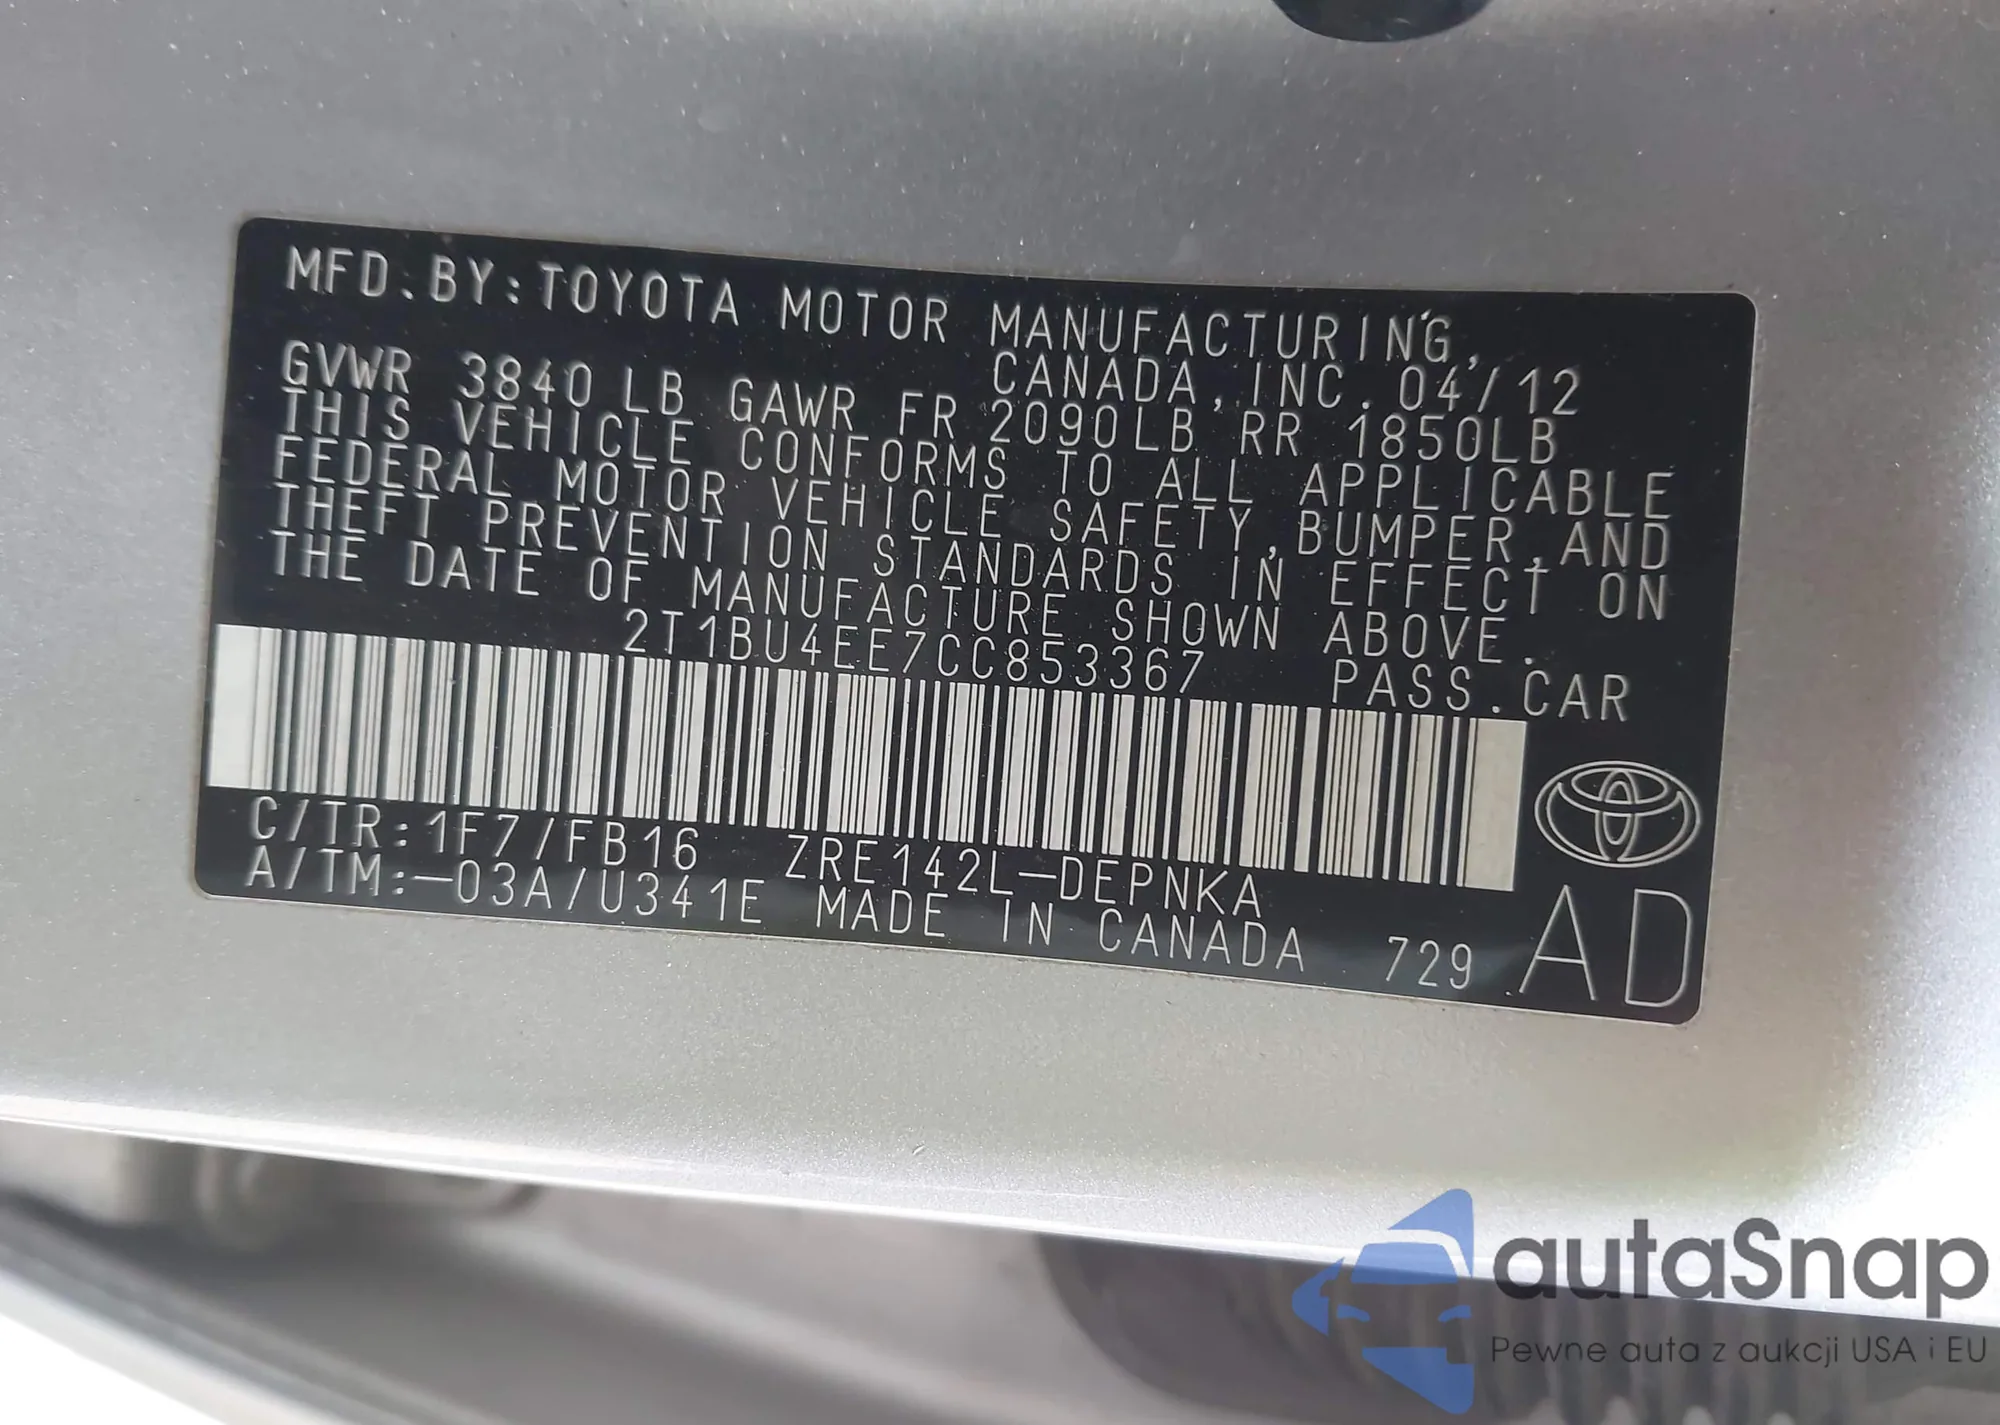 MFD.BY:TOYOTA MOTOR MANUFACTURING,
CANADA,INC. 04/12
GVWR 3840LB GAWR FR 2090LB RR 1850LB
THIS VEHICLE CONFORMS TO ALL APPLICABLE
FEDERAL MOTOR VEHICLE SAFETY,BUMPER,AND
THEFT PREVENTION STANDARDS IN EFFECT ON
THE DATE OF MANUFACTURE SHOWN ABOVE.
2T1BU4EE7CC853367 PASS.CAR
C/TR:1F7/FB16 ZRE142L-DEPNKA
A/TM:-03A/U341E MADE IN CANADA 729
AD
autaSnap
Pewne auta z aukcji USA i EU